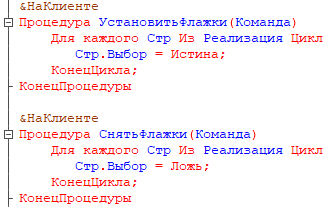 &НаКлиенте
Процедура УстановитьФлажки(Команда)
Для каждого Стр Из Реализация Цикл
Стр.Выбор = Истина;
КонецЦикла;
КонецПроцедуры
&НаКлиенте
Процедура СнятьФлажки(Команда)
Для каждого Стр Из Реализация Цикл
Стр.Выбор = Ложь;
КонецЦикла;
КонецПроцедуры